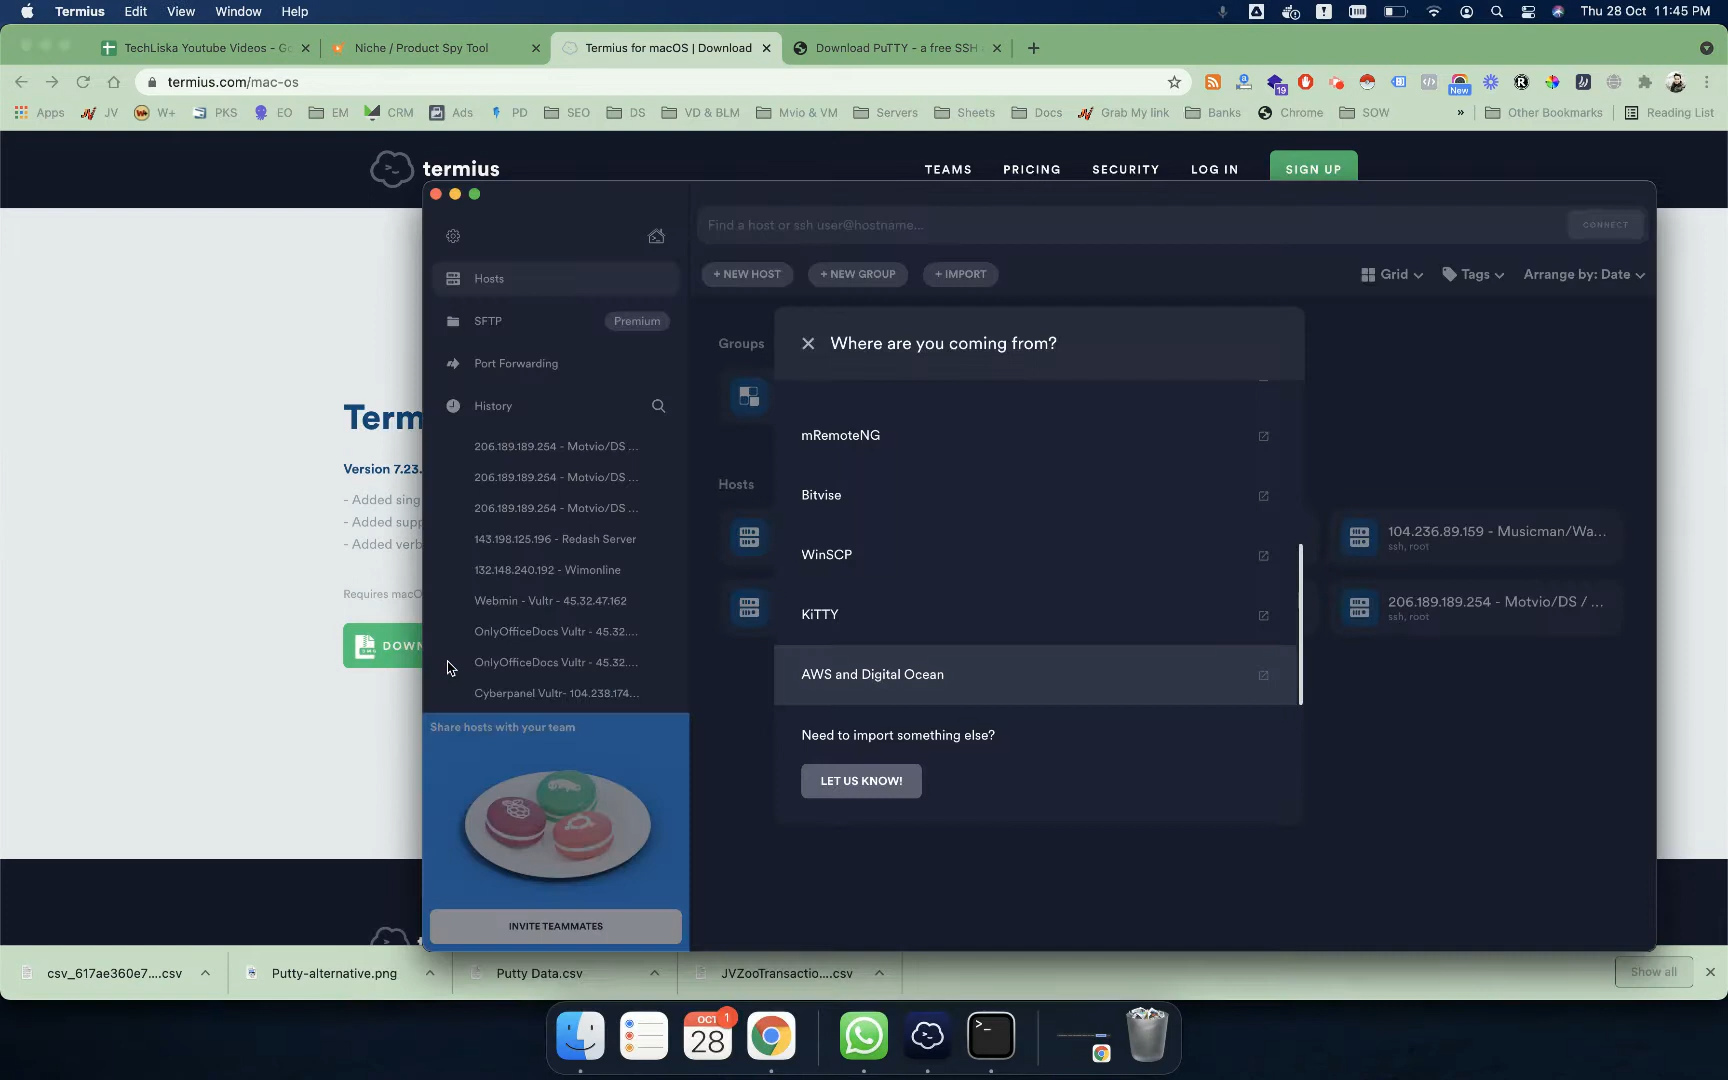 Termius Edit View Window Help
Thu 28 Oct 11:45 PM
TechLiska Youtube Videos - Go
Niche / Product Spy Tool
Termius for macOS | Download
Download PuTTY - a free SSH
termius.com/mac-os
19
New
Apps JV W+ PKS EO EM CRM Ads PD SEO DS VD & BLM Mvio & VM Servers Sheets Docs Grab My link Banks Chrome SOW » Other Bookmarks Reading List
termius
TEAMS PRICING SECURITY LOG IN SIGN UP
Find a host or ssh user@hostname...
CONNECT
Hosts
+ NEW HOST + NEW GROUP + IMPORT
Grid Tags Arrange by: Date
SFTP Premium
Groups
Where are you coming from?
Port Forwarding
Term
History
Version 7.23.
- Added sing
- Added supp
- Added verb
Requires macO
DOWN
206.189.189.254 - Motvio/DS ...
206.189.189.254 - Motvio/DS ...
206.189.189.254 - Motvio/DS ...
143.198.125.196 - Redash Server
132.148.240.192 - Wimonline
Webmin - Vultr - 45.32.47.162
OnlyOfficeDocs Vultr - 45.32....
OnlyOfficeDocs Vultr - 45.32....
Cyberpanel Vultr- 104.238.174...
Hosts
mRemoteNG
Bitvise
WinSCP
KiTTY
AWS and Digital Ocean
Need to import something else?
LET US KNOW!
104.236.89.159 - Musicman/Wa...
ssh, root
206.189.189.254 - Motvio/DS / ...
ssh, root
Share hosts with your team
INVITE TEAMMATES
csv_617ae360e7....csv
Putty-alternative.png
Putty Data.csv
JVZooTransactio....csv
Show all
OCT
28
1